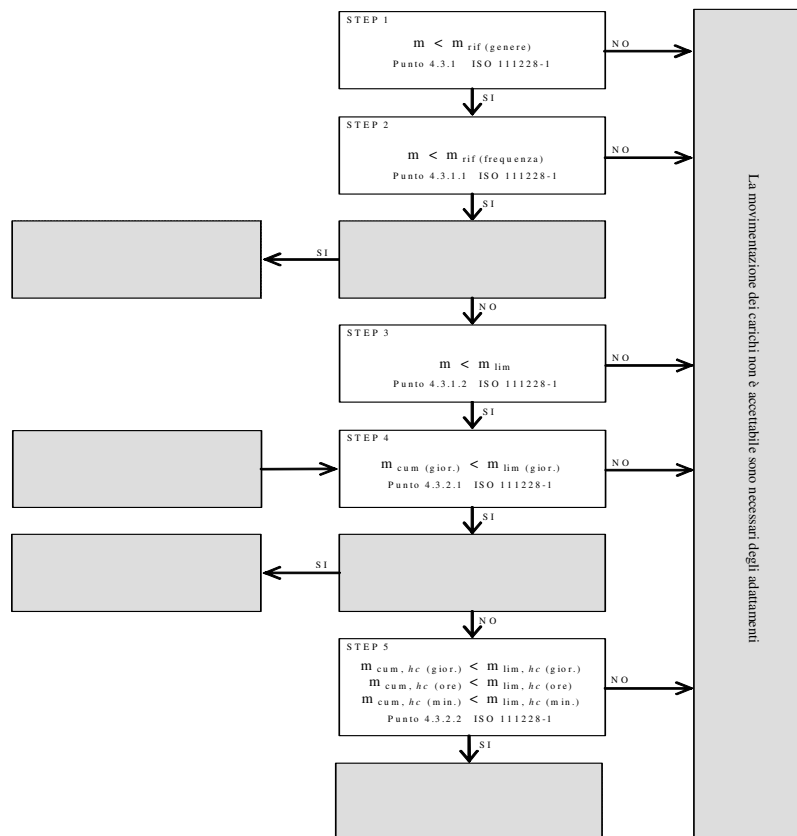 STEP 1
m < m rif (genere)
Punto 4.3.1 ISO 111228-1
NO
SI
STEP 2
m < m rif (frequenza)
Punto 4.3.1.1 ISO 111228-1
NO
SI
SI
NO
STEP 3
m < m lim
Punto 4.3.1.2 ISO 111228-1
NO
SI
STEP 4
m cum (gior.) < m lim (gior.)
Punto 4.3.2.1 ISO 111228-1
NO
SI
SI
NO
STEP 5
m cum, hc (gior.) < m lim, hc (gior.)
m cum, hc (ore) < m lim, hc (ore)
m cum, hc (min.) < m lim, hc (min.)
Punto 4.3.2.2 ISO 111228-1
NO
SI
La movimentazione dei carichi non è accettabile sono necessari degli adattamenti